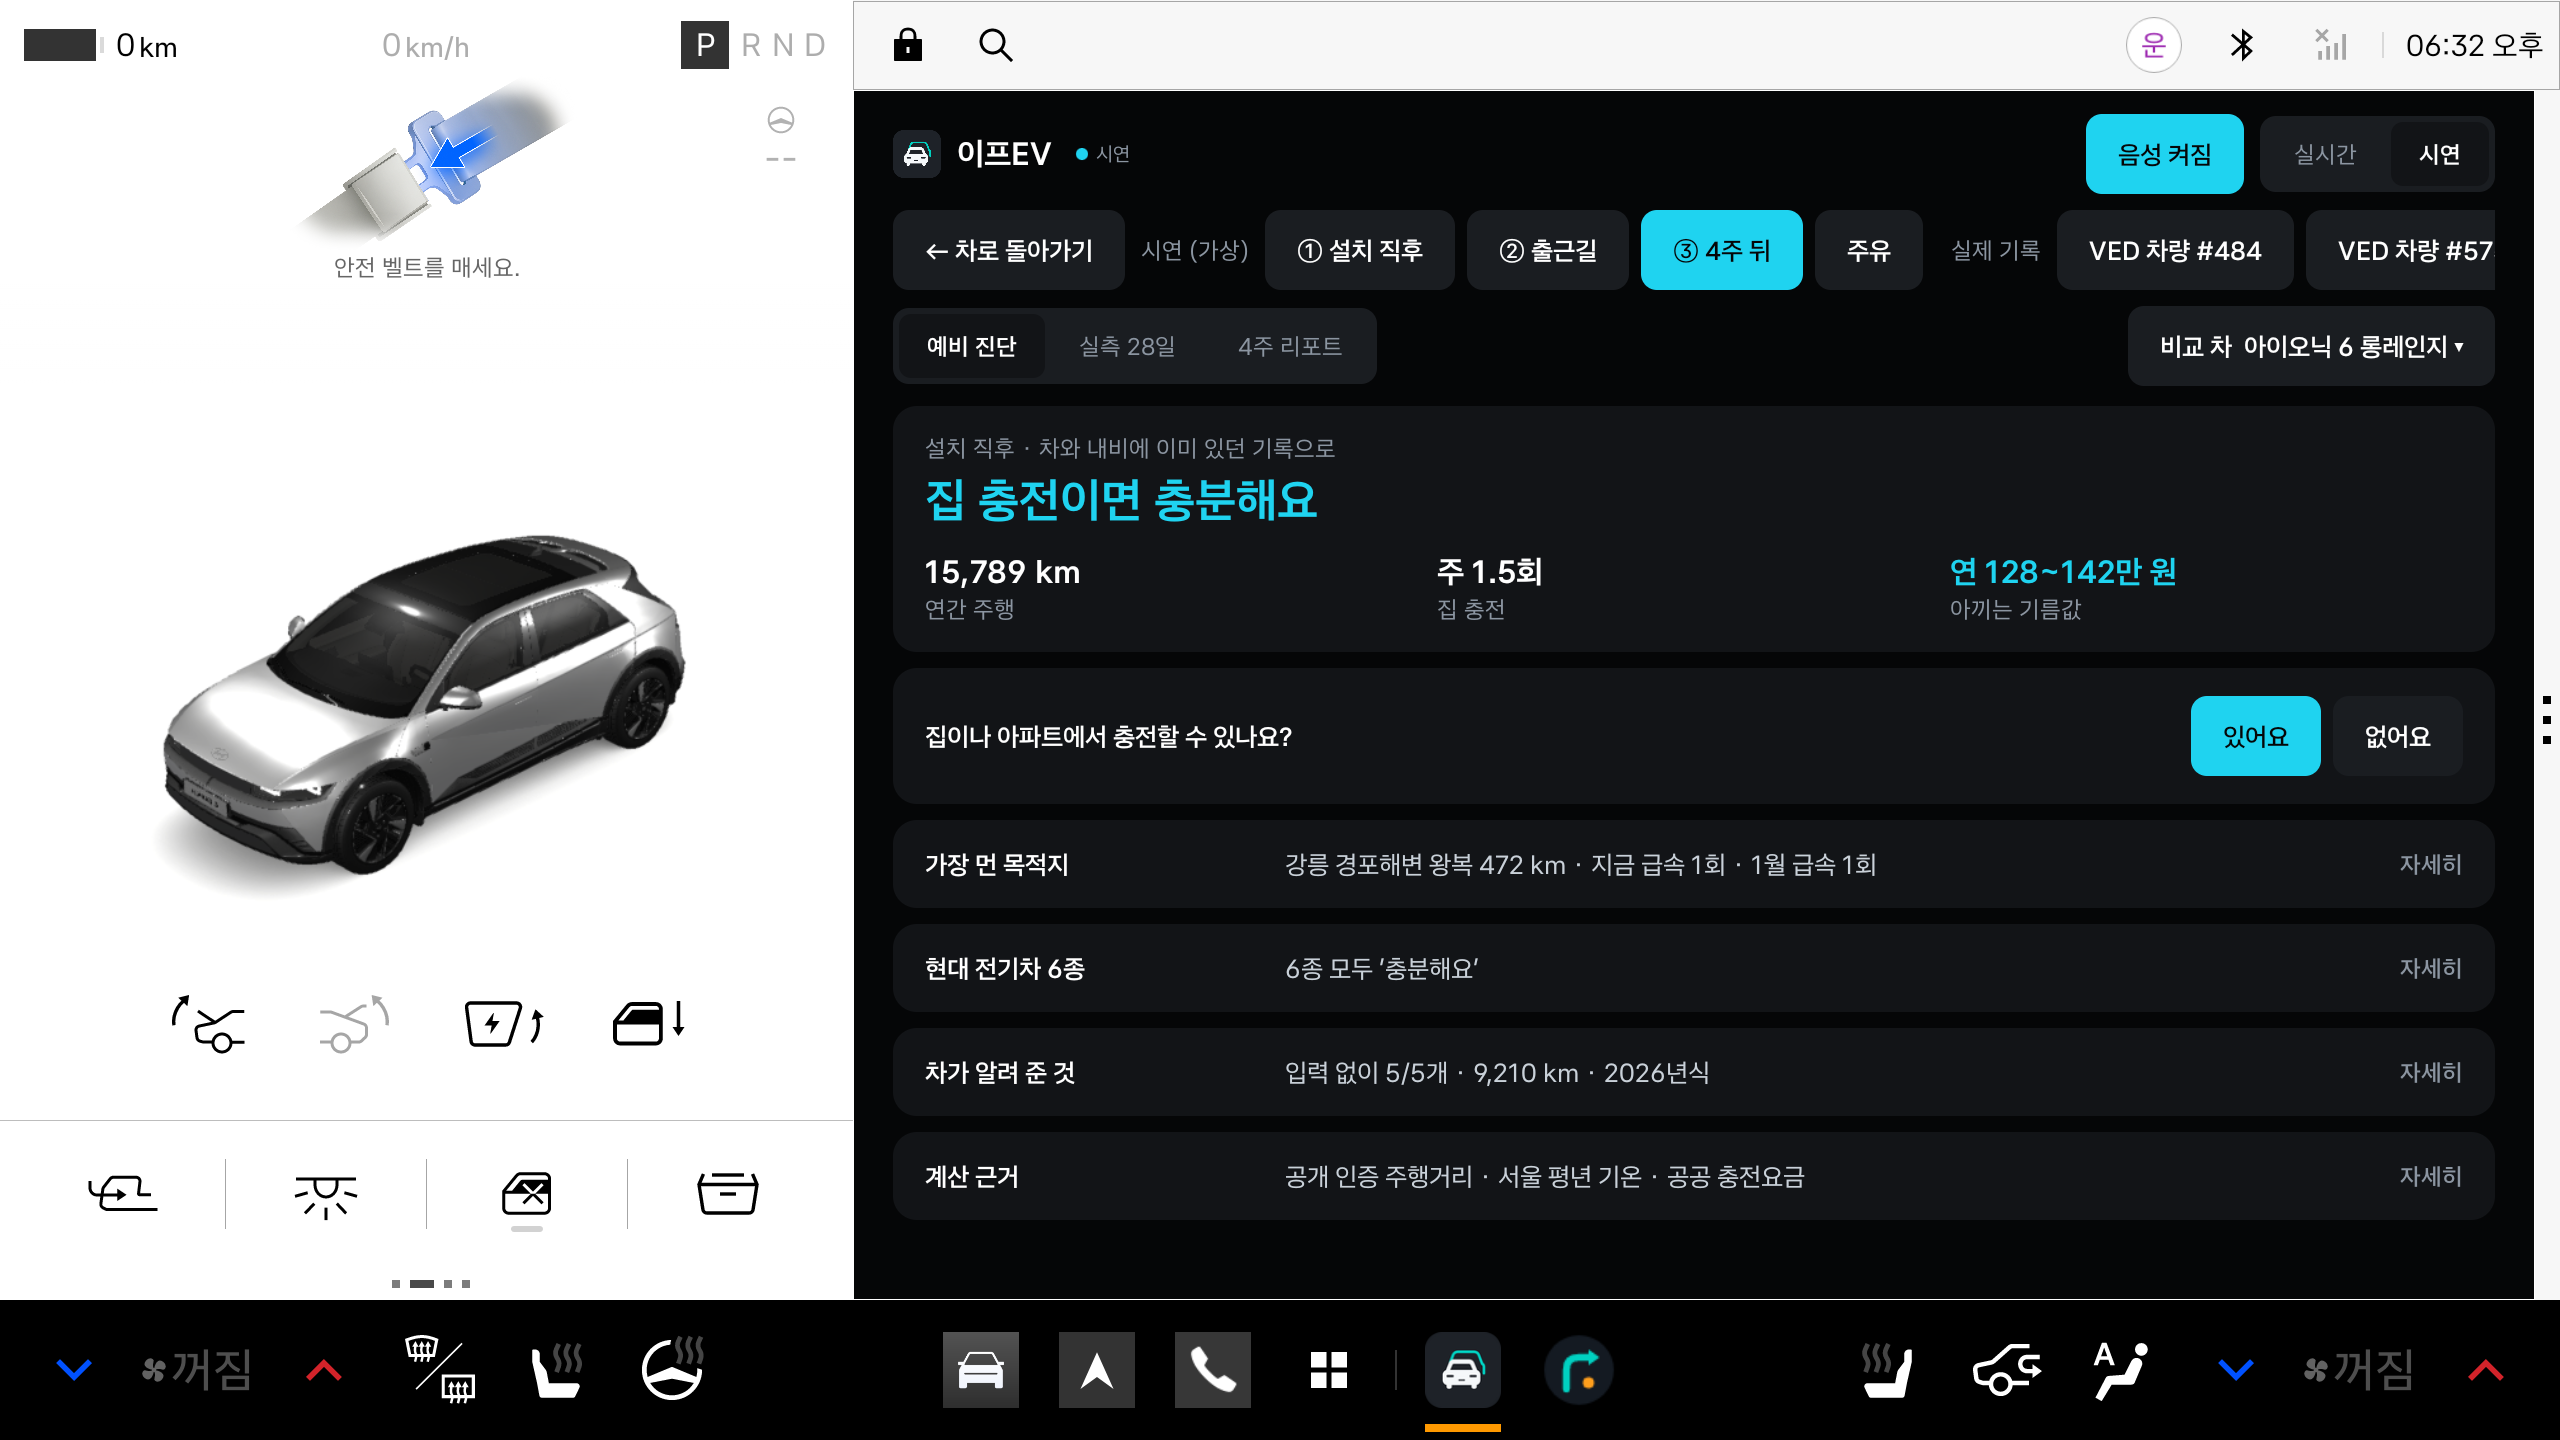 0 km
0 km/h
P R N D
안전 벨트를 매세요.
--
운
06:32 오후
이프EV
시연
음성 켜짐
실시간
시연
← 차로 돌아가기
시연 (가상)
① 설치 직후
② 출근길
③ 4주 뒤
주유
실제 기록
VED 차량 #484
VED 차량 #57
예비 진단
실측 28일
4주 리포트
비교 차 아이오닉 6 롱레인지 ▾
설치 직후 · 차와 내비에 이미 있던 기록으로
집 충전이면 충분해요
15,789 km
연간 주행
주 1.5회
집 충전
연 128~142만 원
아끼는 기름값
집이나 아파트에서 충전할 수 있나요?
있어요
없어요
가장 먼 목적지
강릉 경포해변 왕복 472 km · 지금 급속 1회 · 1월 급속 1회
자세히
현대 전기차 6종
6종 모두 '충분해요'
자세히
차가 알려 준 것
입력 없이 5/5개 · 9,210 km · 2026년식
자세히
계산 근거
공개 인증 주행거리 · 서울 평년 기온 · 공공 충전요금
자세히
꺼짐
A
꺼짐